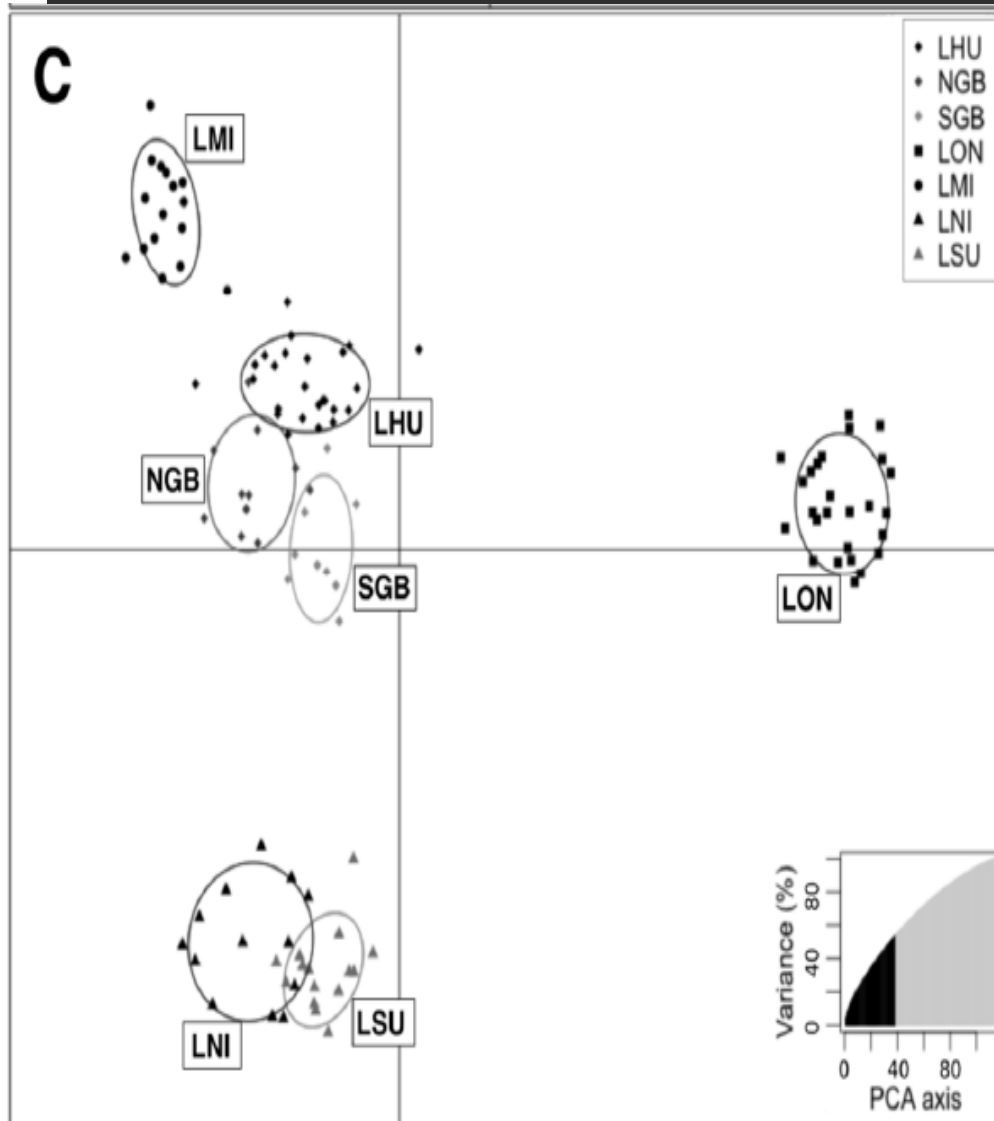 C
LHU
NGB
SGB
LON
LMI
LNI
LSU
LMI
LHU
NGB
SGB
LON
LNI
LSU
Variance (%)
80
40
0
0 40 80
PCA axis